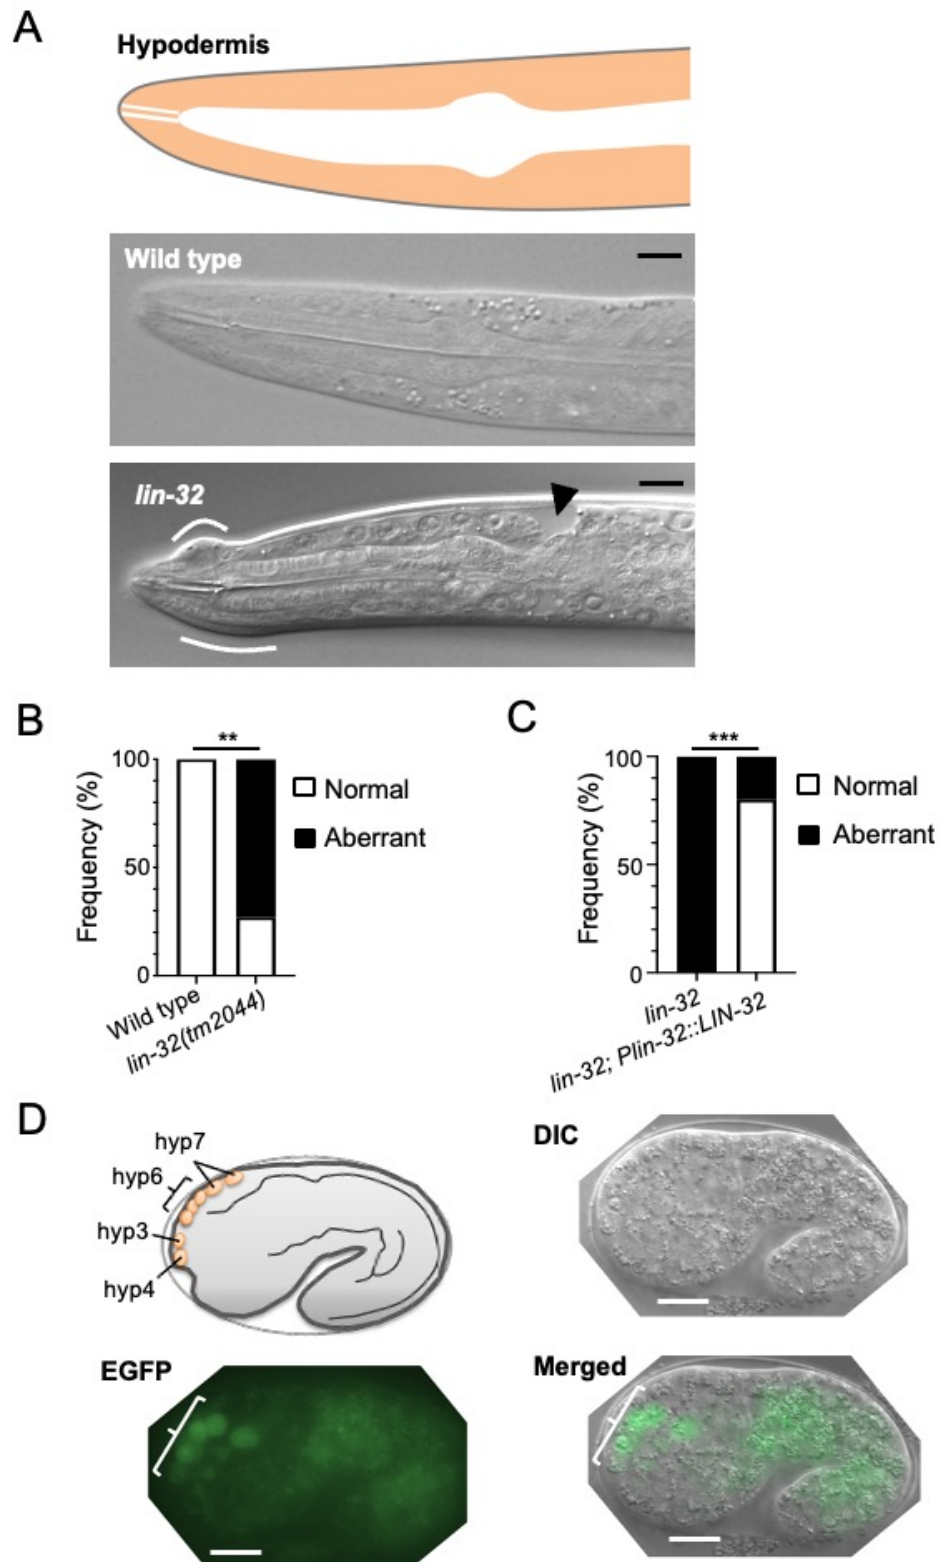 A
Hypodermis
Wild type
lin-32
B
**
100
50
0
Frequency (%)
Normal
Aberrant
Wild type
lin-32(tm2044)
C
***
100
50
0
Frequency (%)
Normal
Aberrant
lin-32
lin-32; Plin-32::LIN-32
D
hyp7
hyp6
hyp3
hyp4
DIC
EGFP
Merged